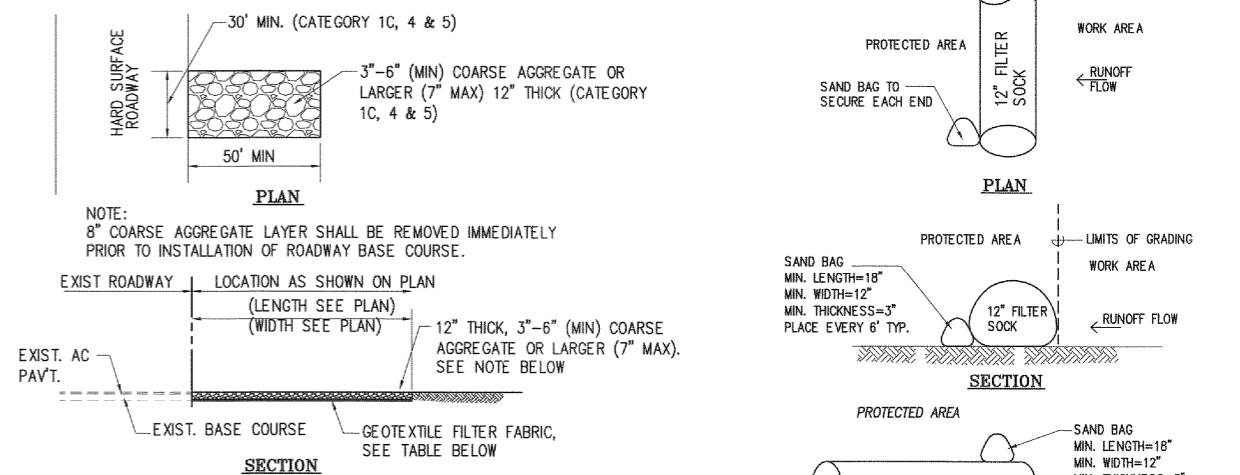 30' MIN. (CATEGORY 1C, 4 & 5)
HARD SURFACE
ROADWAY
3"-6" (MIN) COARSE AGGREGATE OR
LARGER (7" MAX) 12" THICK (CATEGORY
1C, 4 & 5)
50' MIN
PLAN
NOTE:
8" COARSE AGGREGATE LAYER SHALL BE REMOVED IMMEDIATELY
PRIOR TO INSTALLATION OF ROADWAY BASE COURSE.
EXIST ROADWAY
LOCATION AS SHOWN ON PLAN
(LENGTH SEE PLAN)
(WIDTH SEE PLAN)
12" THICK, 3"-6" (MIN) COARSE
AGGREGATE OR LARGER (7" MAX).
SEE NOTE BELOW
EXIST. AC
PAV'T.
EXIST. BASE COURSE
GEOTEXTILE FILTER FABRIC,
SEE TABLE BELOW
SECTION
PROTECTED AREA
WORK AREA
12" FILTER
SOCK
RUNOFF
FLOW
SAND BAG TO
SECURE EACH END
PLAN
PROTECTED AREA
LIMITS OF GRADING
WORK AREA
SAND BAG
MIN. LENGTH=18"
MIN. WIDTH=12"
MIN. THICKNESS=3"
PLACE EVERY 6' TYP.
12" FILTER
SOCK
RUNOFF FLOW
SECTION
PROTECTED AREA
SAND BAG
MIN. LENGTH=18"
MIN. WIDTH=12"